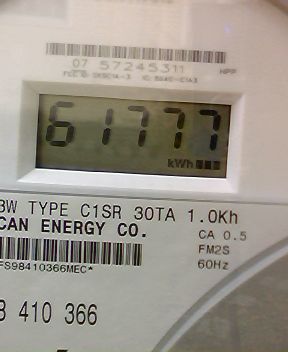 07 57245311
61777
kWh
3W TYPE C1SR 30TA 1.0Kh
CAN ENERGY CO.
CA 0.5
FM2S
60Hz
FS98410366MEC*
410 366